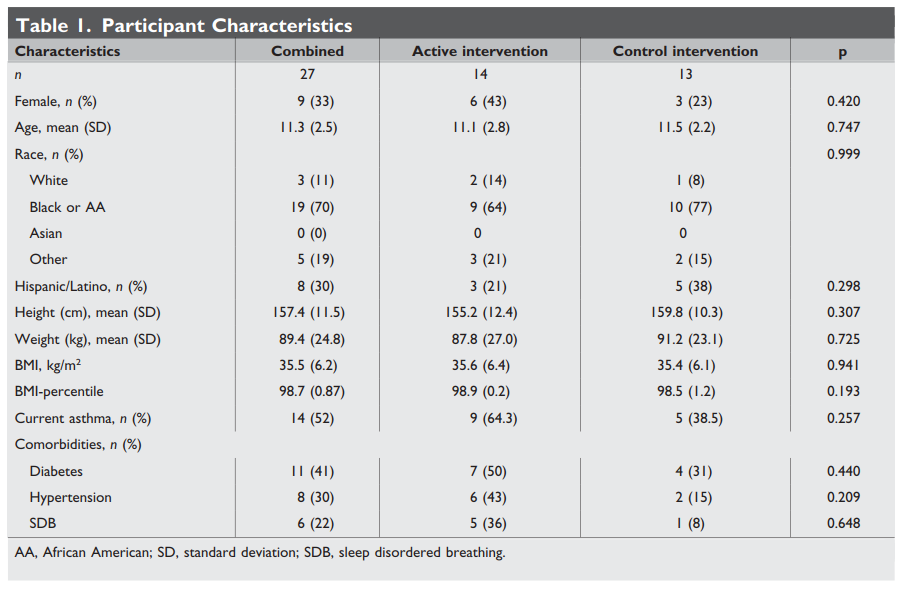 Table 1. Participant Characteristics
Characteristics Combined Active intervention Control intervention p
n 27 14 13
Female, n (%) 9 (33) 6 (43) 3 (23) 0.420
Age, mean (SD) 11.3 (2.5) 11.1 (2.8) 11.5 (2.2) 0.747
Race, n (%) 0.999
White 3 (11) 2 (14) 1 (8)
Black or AA 19 (70) 9 (64) 10 (77)
Asian 0 (0) 0 0
Other 5 (19) 3 (21) 2 (15)
Hispanic/Latino, n (%) 8 (30) 3 (21) 5 (38) 0.298
Height (cm), mean (SD) 157.4 (11.5) 155.2 (12.4) 159.8 (10.3) 0.307
Weight (kg), mean (SD) 89.4 (24.8) 87.8 (27.0) 91.2 (23.1) 0.725
BMI, kg/m² 35.5 (6.2) 35.6 (6.4) 35.4 (6.1) 0.941
BMI-percentile 98.7 (0.87) 98.9 (0.2) 98.5 (1.2) 0.193
Current asthma, n (%) 14 (52) 9 (64.3) 5 (38.5) 0.257
Comorbidities, n (%)
Diabetes 11 (41) 7 (50) 4 (31) 0.440
Hypertension 8 (30) 6 (43) 2 (15) 0.209
SDB 6 (22) 5 (36) 1 (8) 0.648
AA, African American; SD, standard deviation; SDB, sleep disordered breathing.